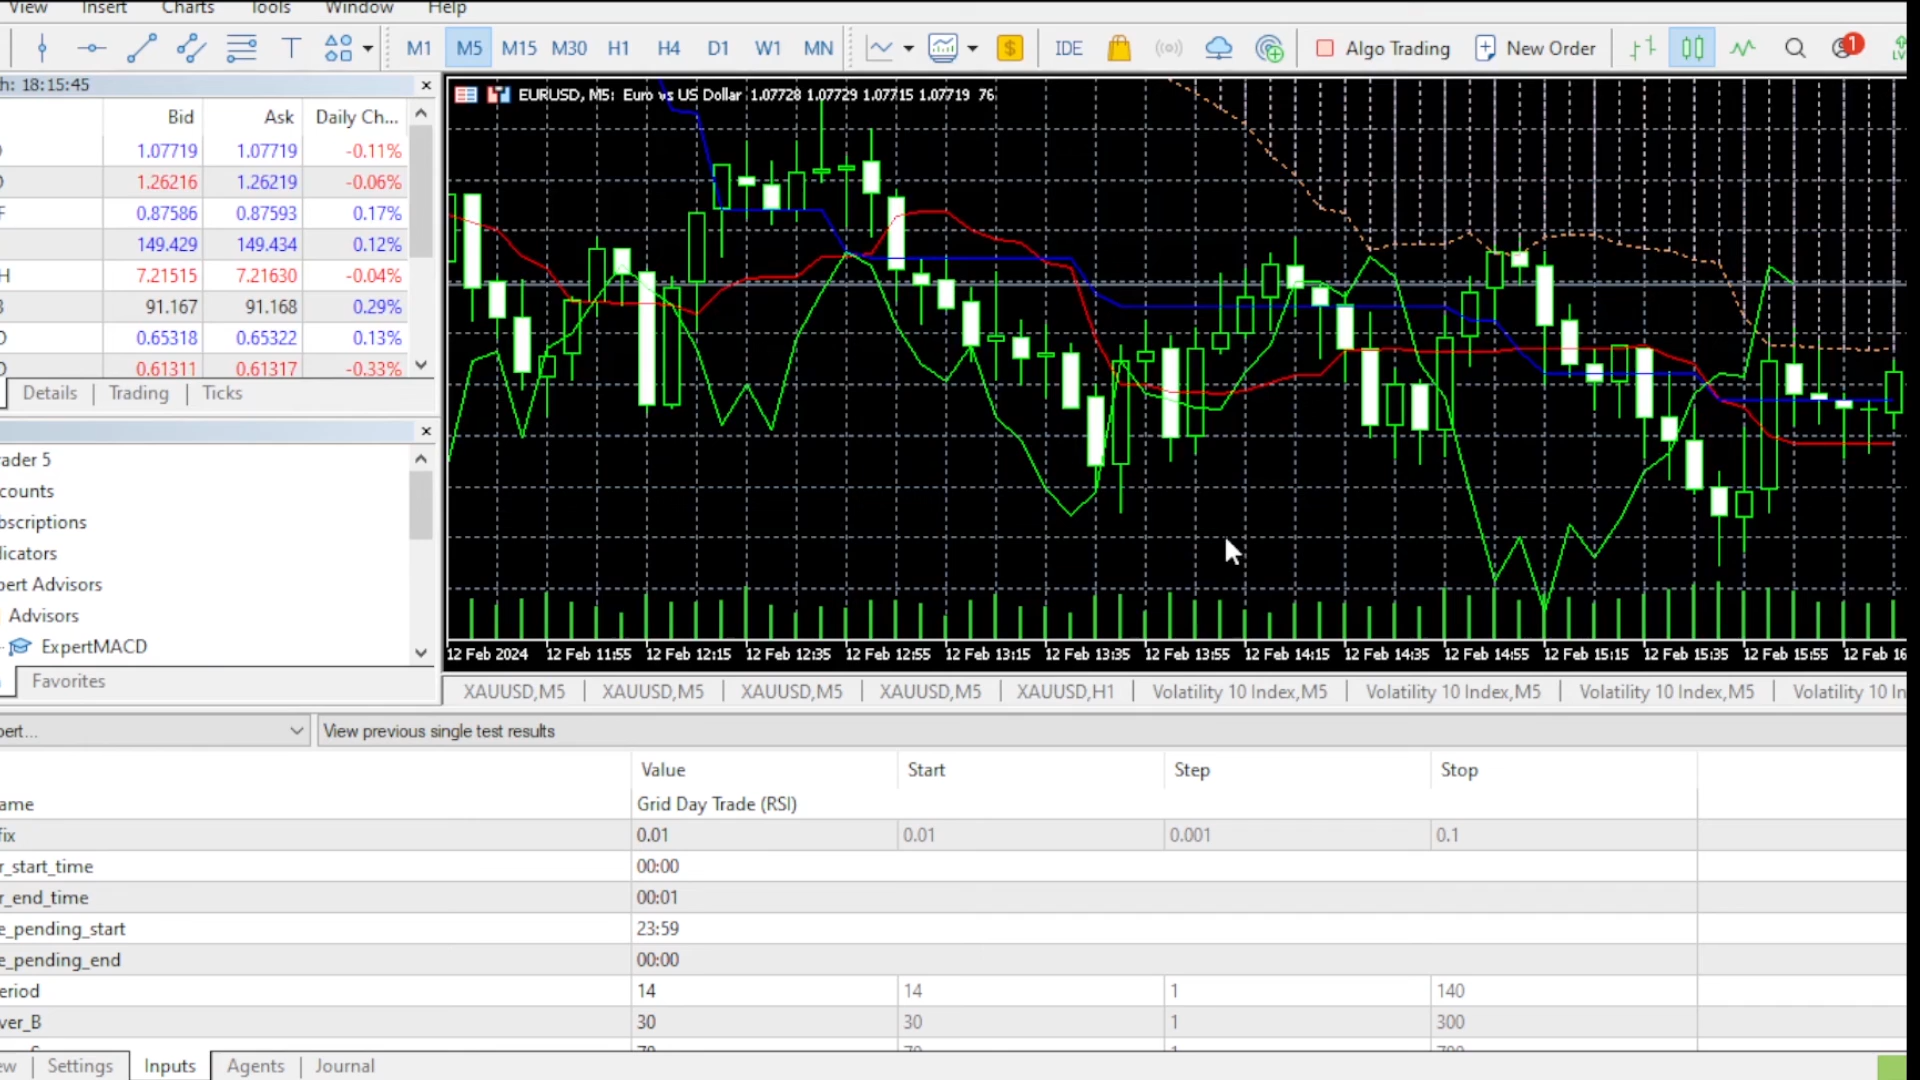 View Insert Charts Tools Window Help
M1 M5 M15 M30 H1 H4 D1 W1 MN IDE Algo Trading New Order 1
h: 18:15:45
Bid Ask Daily Ch...
1.07719 1.07719 -0.11%
1.26216 1.26219 -0.06%
F 0.87586 0.87593 0.17%
149.429 149.434 0.12%
H 7.21515 7.21630 -0.04%
91.167 91.168 0.29%
0.65318 0.65322 0.13%
0.61311 0.61317 -0.33%
Details Trading Ticks
ader 5
counts
bscriptions
licators
pert Advisors
Advisors
ExpertMACD
Favorites
EURUSD, M5: Euro vs US Dollar 1.07728 1.07729 1.07715 1.07719 76
12 Feb 2024 12 Feb 11:55 12 Feb 12:15 12 Feb 12:35 12 Feb 12:55 12 Feb 13:15 12 Feb 13:35 12 Feb 13:55 12 Feb 14:15 12 Feb 14:35 12 Feb 14:55 12 Feb 15:15 12 Feb 15:35 12 Feb 15:55 12 Feb 16
XAUUSD,M5 XAUUSD,M5 XAUUSD,M5 XAUUSD,M5 XAUUSD,H1 Volatility 10 Index,M5 Volatility 10 Index,M5 Volatility 10 Index,M5 Volatility 10 In
pert... View previous single test results
Value Start Step Stop
ame Grid Day Trade (RSI)
fix 0.01 0.01 0.001 0.1
r_start_time 00:00
r_end_time 00:01
e_pending_start 23:59
e_pending_end 00:00
eriod 14 14 1 140
ver_B 30 30 1 300
ew Settings Inputs Agents Journal